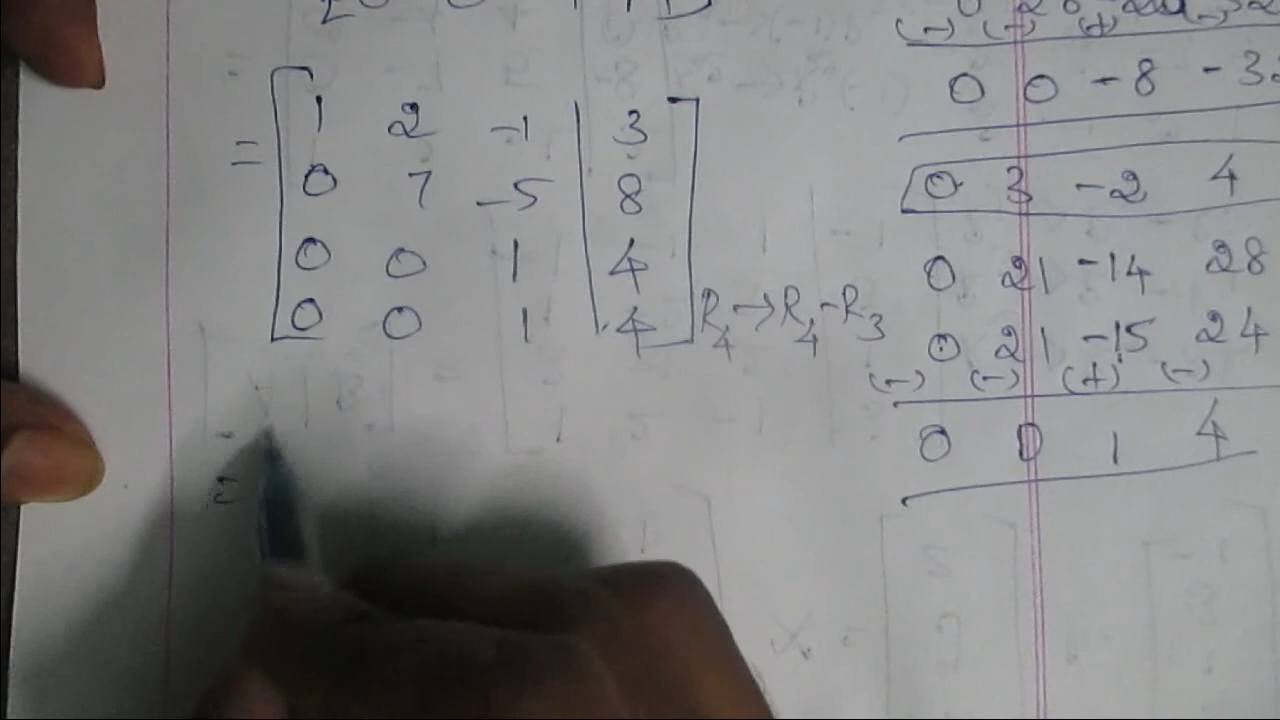 = [ 1 2 -1 | 3 ]
0 7 -5 | 8
0 0 1 | 4
0 0 1 | 4 ] R4 → R4 - R3
(-) (-) (+) (-)
0 0 -8 -32
0 3 -2 4
0 21 -14 28
0 21 -15 24
(-) (-) (+) (-)
0 0 1 4